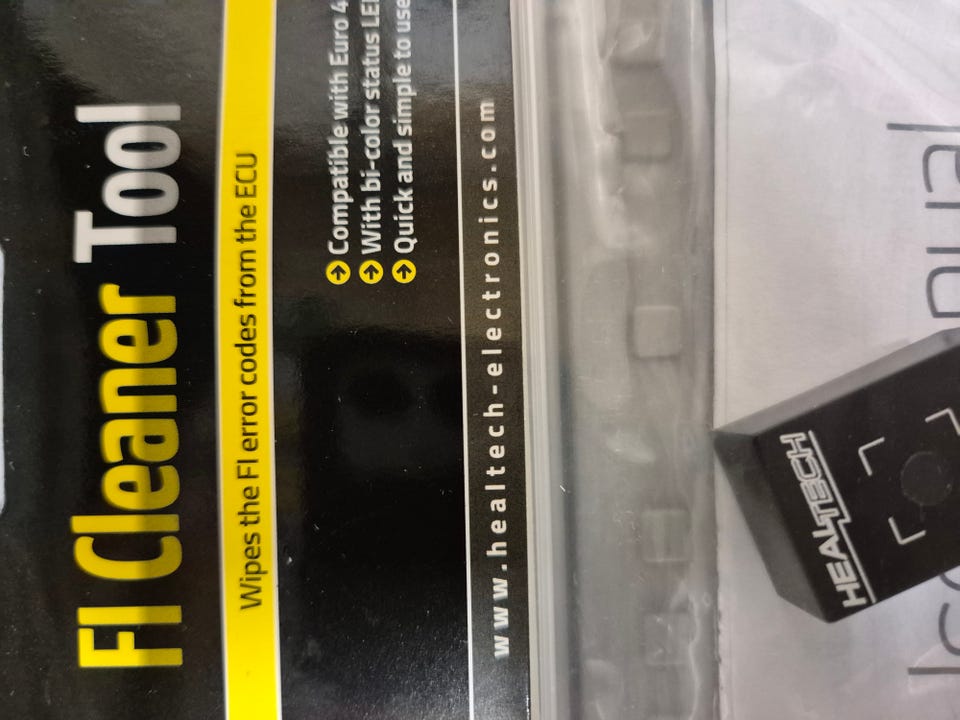 FI Cleaner Tool
Wipes the FI error codes from the ECU
Compatible with Euro 4
With bi-color status LED
Quick and simple to use
www.healtech-electronics.com
HEALTECH